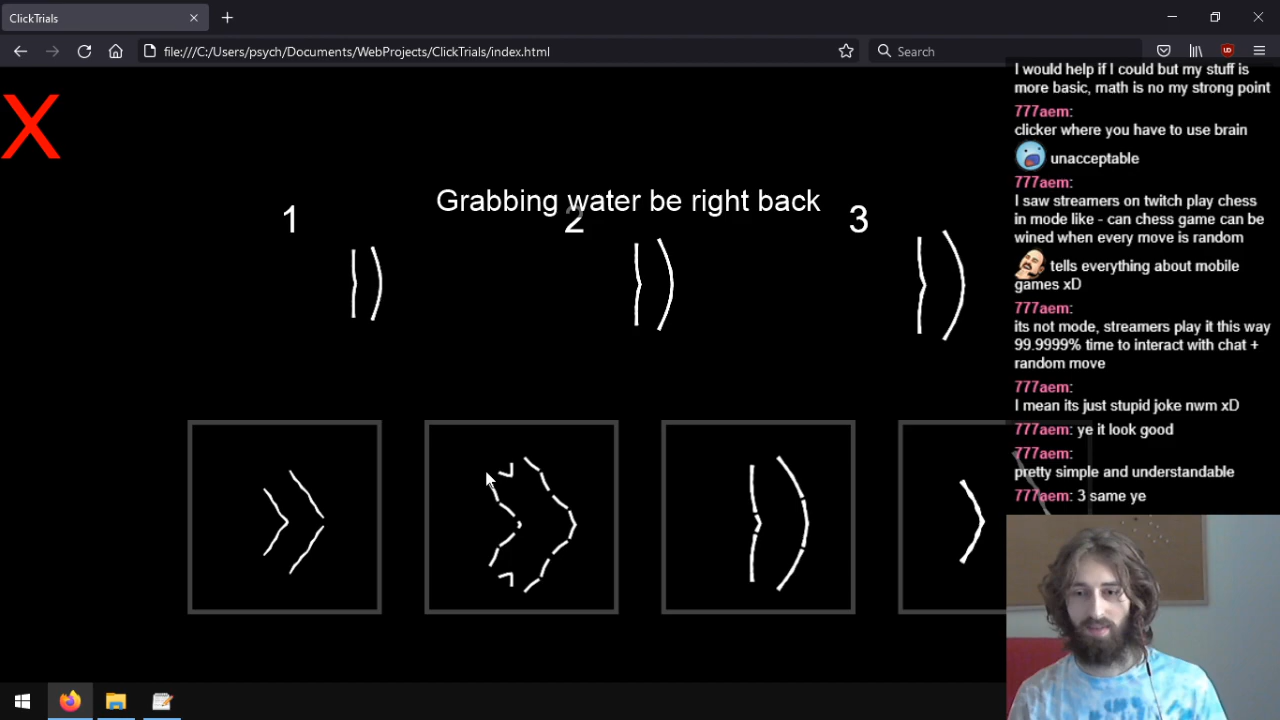 ClickTrials
file:///C:/Users/psych/Documents/WebProjects/ClickTrials/index.html
Search
X
Grabbing water be right back
1
2
3
I would help if I could but my stuff is
more basic, math is no my strong point
777aem:
clicker where you have to use brain
unacceptable
777aem:
I saw streamers on twitch play chess
in mode like - can chess game can be
wined when every move is random
tells everything about mobile
games xD
777aem:
its not mode, streamers play it this way
99.9999% time to interact with chat +
random move
777aem:
I mean its just stupid joke nwm xD
777aem: ye it look good
777aem:
pretty simple and understandable
777aem: 3 same ye